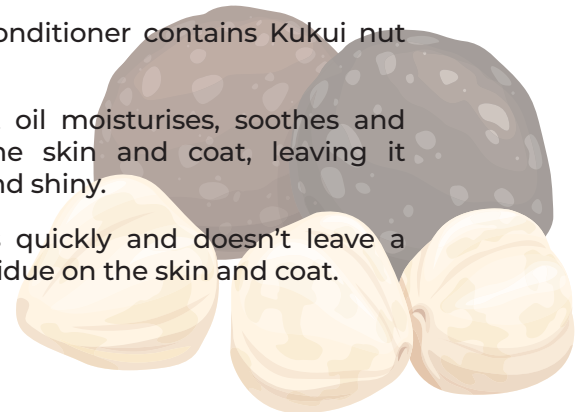 onditioner contains Kukui nut
oil moisturises, soothes and
he skin and coat, leaving it
nd shiny.
s quickly and doesn’t leave a
idue on the skin and coat.